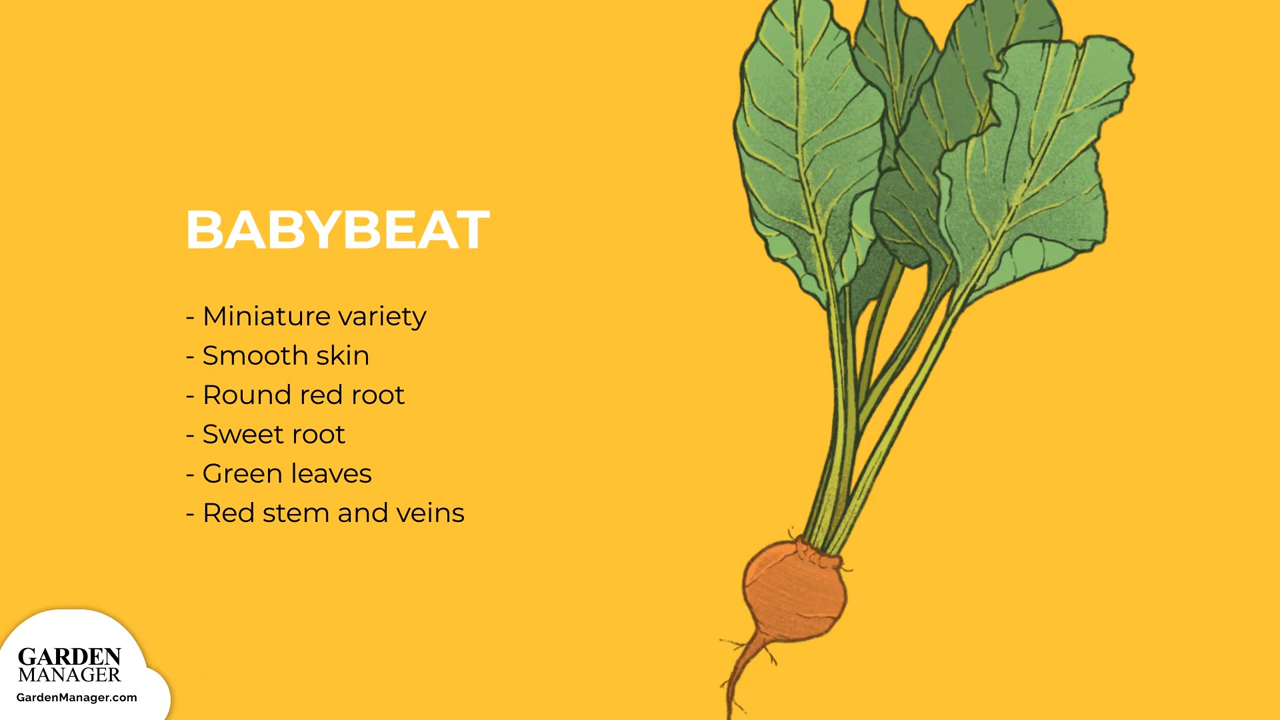 BABYBEAT
- Miniature variety
- Smooth skin
- Round red root
- Sweet root
- Green leaves
- Red stem and veins
GARDEN
MANAGER
GardenManager.com